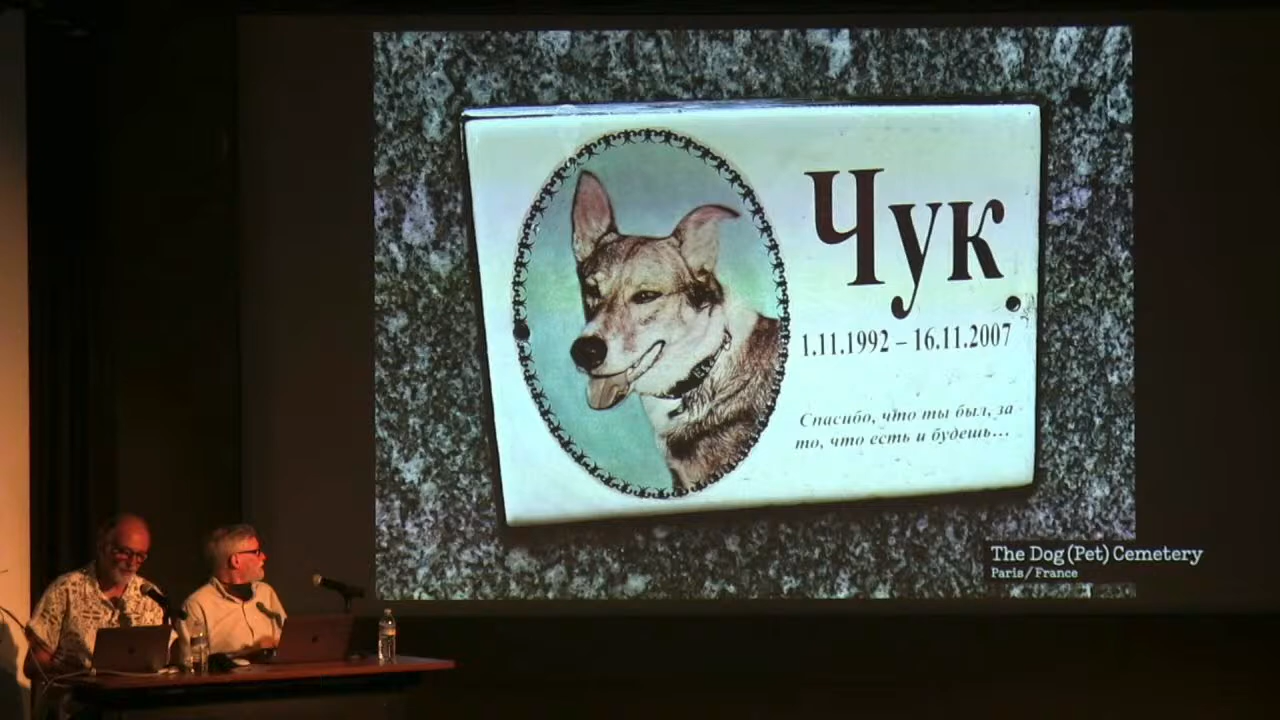 Чук
1.11.1992 – 16.11.2007
Спасибо, что ты был, за
то, что есть и будешь...
The Dog (Pet) Cemetery
Paris/France